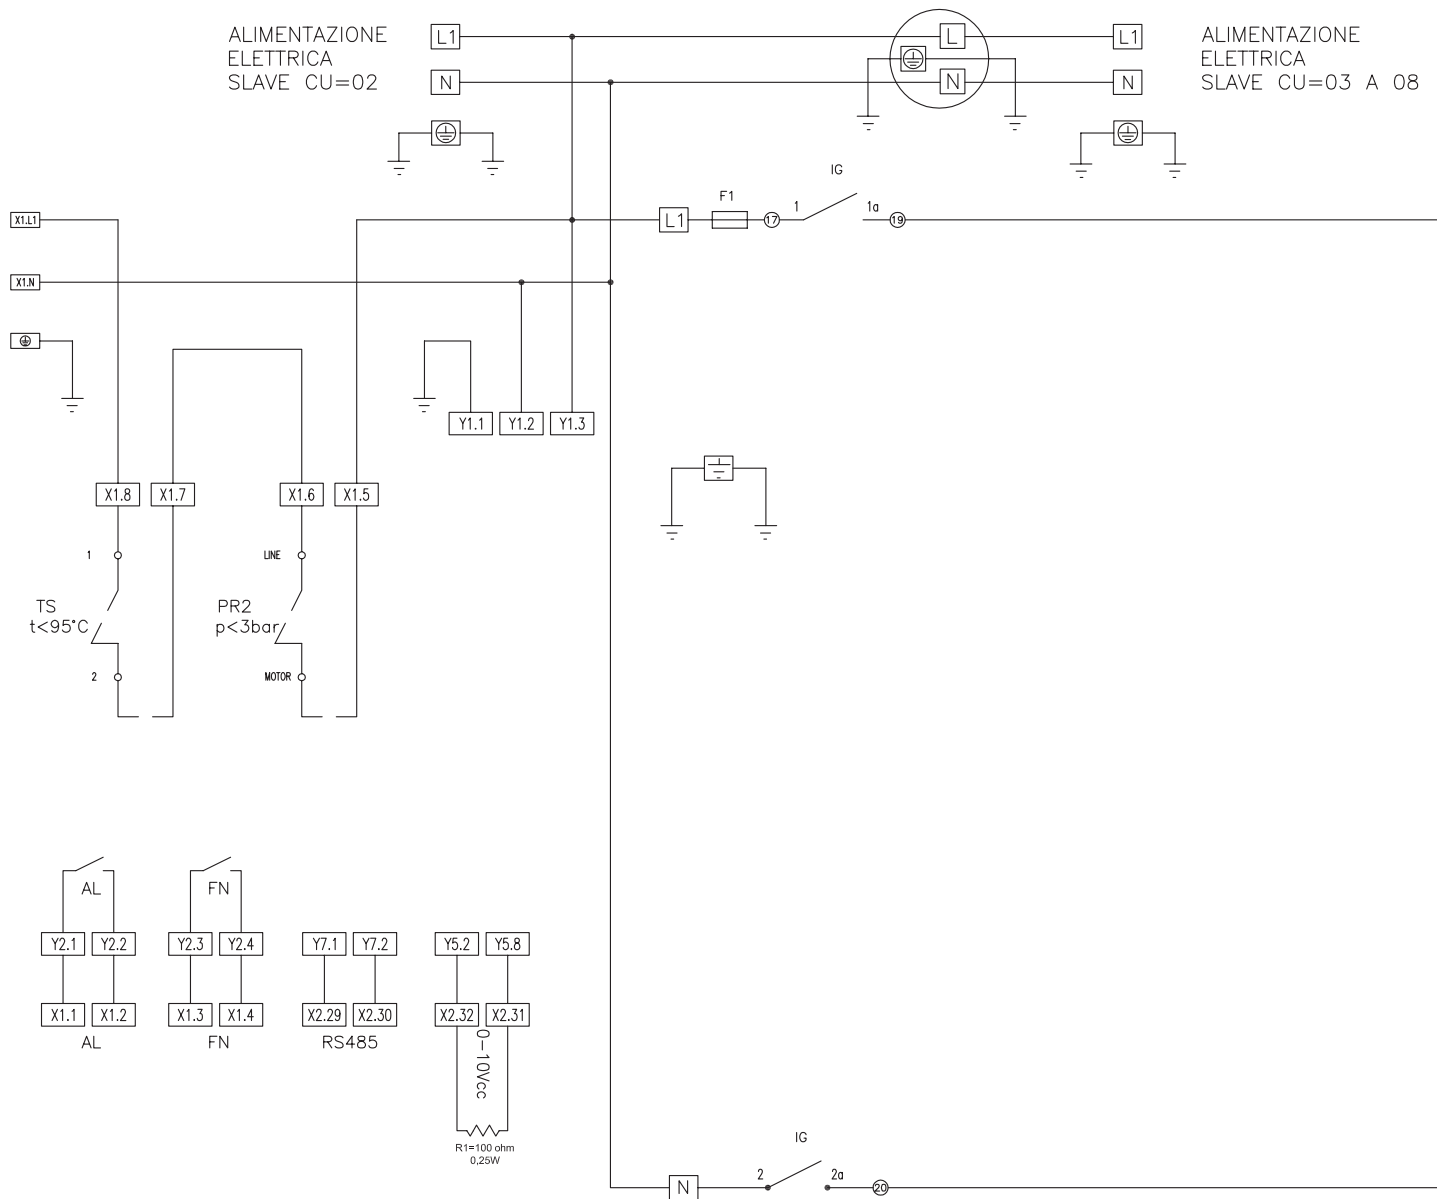 ALIMENTAZIONE
ELETTRICA
SLAVE CU=02
L1
N
L
N
L1
N
ALIMENTAZIONE
ELETTRICA
SLAVE CU=03 A 08
X1.L1
X1.N
L1
F1
17
1
IG
1a
19
Y1.1
Y1.2
Y1.3
X1.8
X1.7
X1.6
X1.5
1
TS
t<95°C
2
LINE
PR2
p<3bar
MOTOR
AL
FN
Y2.1
Y2.2
Y2.3
Y2.4
Y7.1
Y7.2
Y5.2
Y5.8
X1.1
X1.2
X1.3
X1.4
X2.29
X2.30
X2.32
X2.31
AL
FN
RS485
0-10Vcc
R1=100 ohm
0,25W
N
2
IG
2a
20